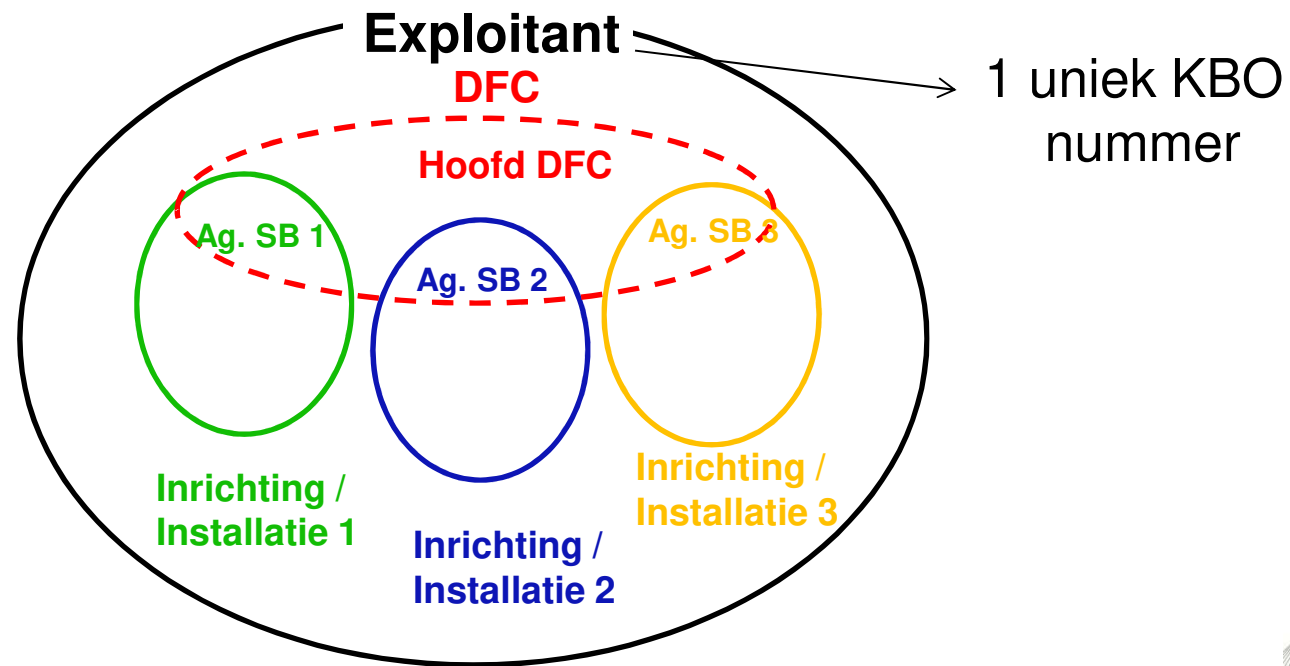 Exploitant
DFC
Hoofd DFC
1 uniek KBO
nummer
Ag. SB 1
Ag. SB 2
Ag. SB 3
Inrichting /
Installatie 1
Inrichting /
Installatie 2
Inrichting /
Installatie 3